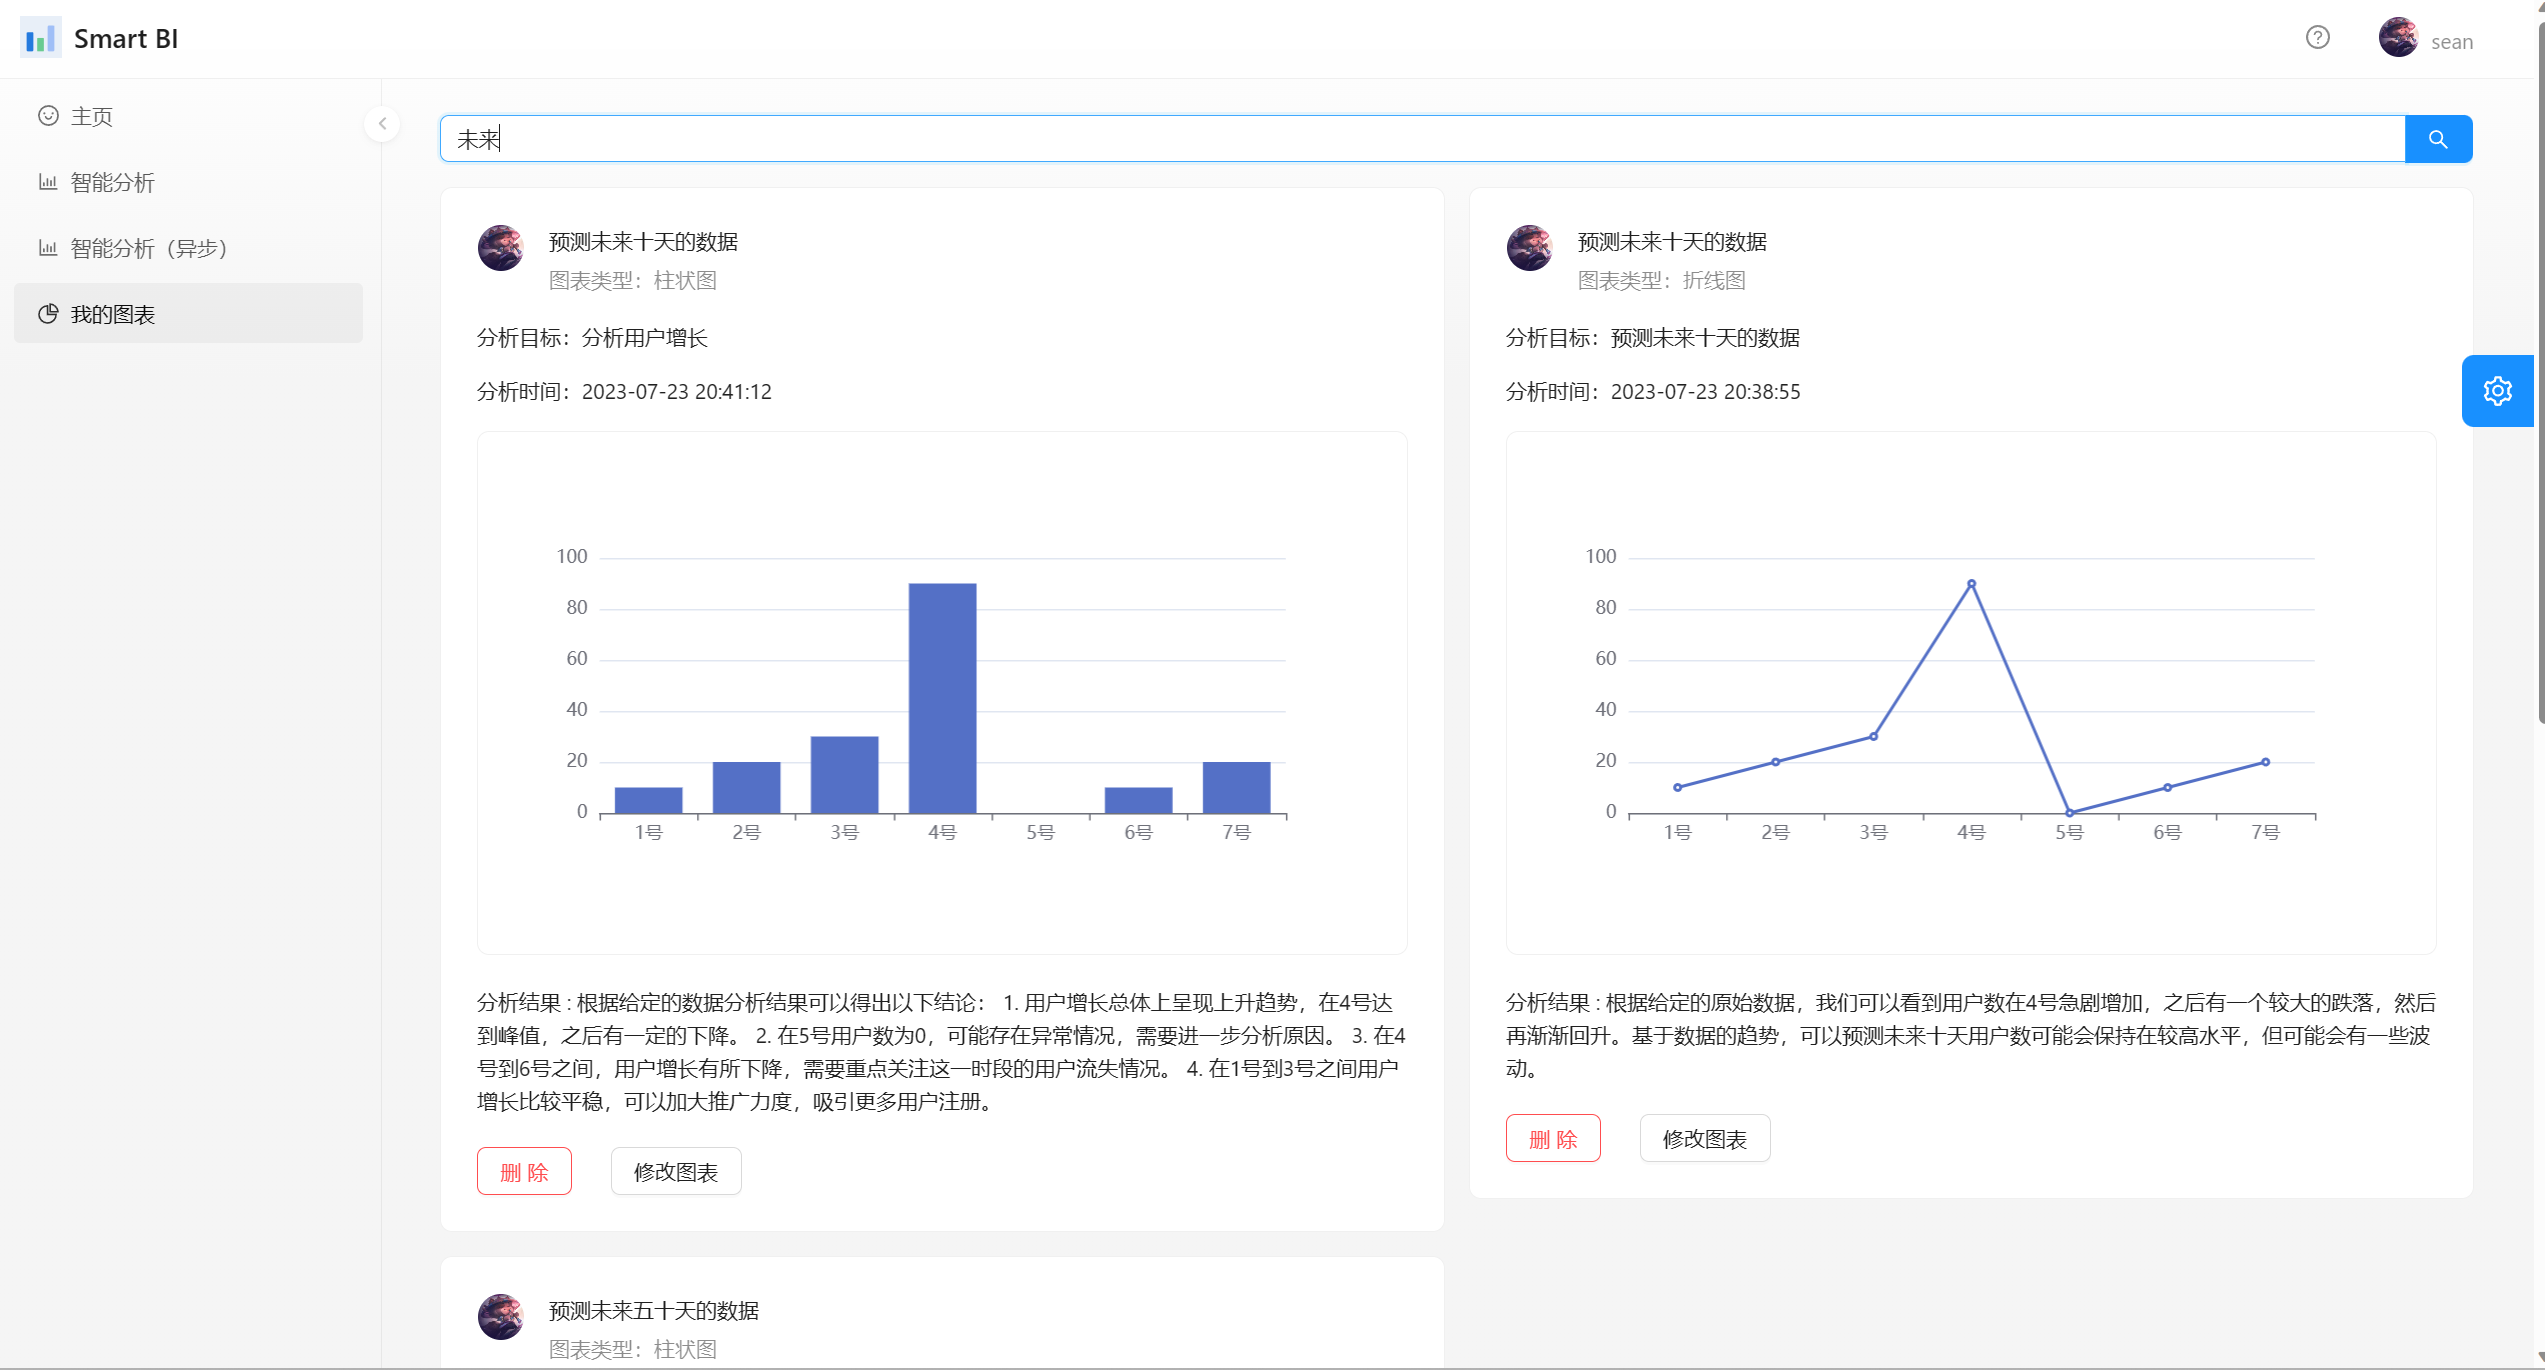 Smart BI
sean
主页
智能分析
智能分析（异步）
我的图表
未来
预测未来十天的数据
图表类型：柱状图
分析目标：分析用户增长
分析时间：2023-07-23 20:41:12
100
80
60
40
20
0
1号 2号 3号 4号 5号 6号 7号
分析结果 : 根据给定的数据分析结果可以得出以下结论： 1. 用户增长总体上呈现上升趋势，在4号达
到峰值，之后有一定的下降。 2. 在5号用户数为0，可能存在异常情况，需要进一步分析原因。 3. 在4
号到6号之间，用户增长有所下降，需要重点关注这一时段的用户流失情况。 4. 在1号到3号之间用户
增长比较平稳，可以加大推广力度，吸引更多用户注册。
删 除
修改图表
预测未来十天的数据
图表类型：折线图
分析目标：预测未来十天的数据
分析时间：2023-07-23 20:38:55
100
80
60
40
20
0
1号 2号 3号 4号 5号 6号 7号
分析结果 : 根据给定的原始数据，我们可以看到用户数在4号急剧增加，之后有一个较大的跌落，然后
再渐渐回升。基于数据的趋势，可以预测未来十天用户数可能会保持在较高水平，但可能会有一些波
动。
删 除
修改图表
预测未来五十天的数据
图表类型：柱状图